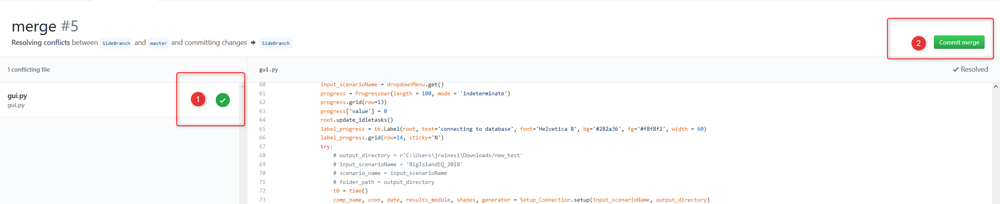 merge #5
Resolving conflicts between SideBranch and master and committing changes → SideBranch
2
Commit merge
1 conflicting file
gui.py
✓ Resolved
gui.py
gui.py
1
60 input_scenarioName = dropdownMenu.get()
61 progress = Progressbar(length = 100, mode = 'indeterminate')
62 progress.grid(row=13)
63 progress['value'] = 0
64 root.update_idletasks()
65 label_progress = tk.Label(root, text='connecting to database', font='Helvetica 8', bg='#282a36', fg='#f8f8f2', width = 60)
66 label_progress.grid(row=14, sticky='N')
67 try:
68 # output_directory = r'C:\Users\jrainesi\Downloads/new_test'
69 # input_scenarioName = 'BigIslandEQ_2018'
70 # scenario_name = input_scenarioName
71 # folder_path = output_directory
72 t0 = time()
73 comp_name, cnxn, date, results_module, shapes, generator = Setup_Connection.setup(input_scenarioName, output_directory)